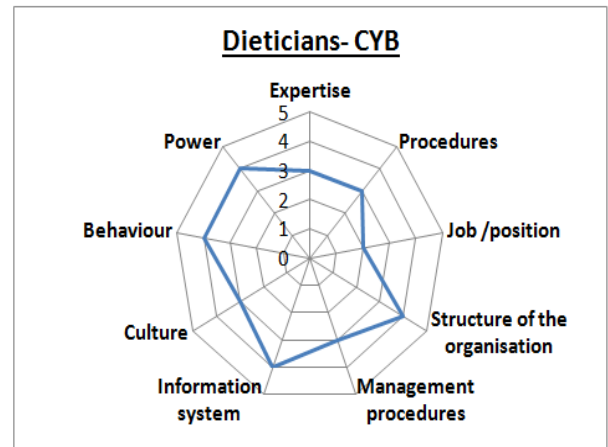 Dieticians- CYB
Expertise
Procedures
Job /position
Structure of the
organisation
Management
procedures
Information
system
Culture
Behaviour
Power
5
4
3
2
1
0